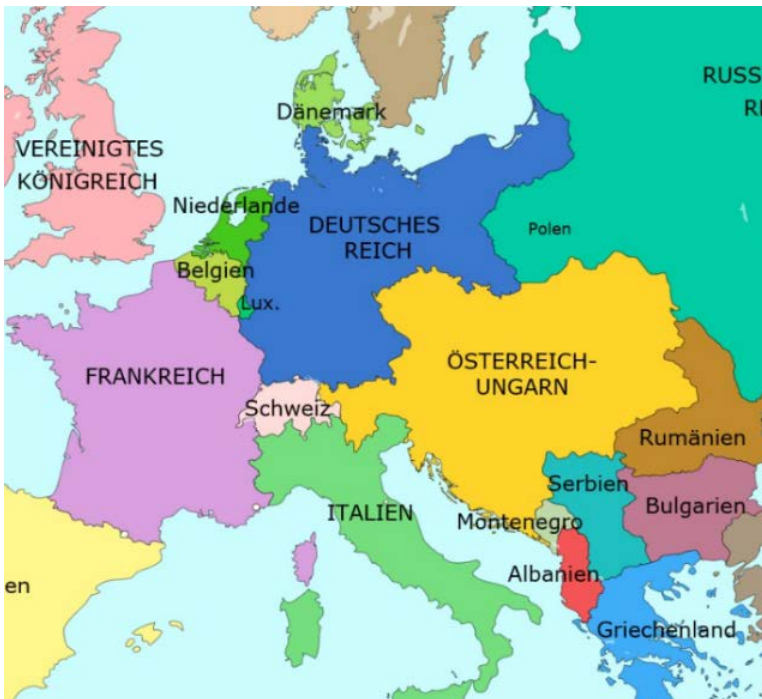 RUSS
RE
Dänemark
VEREINIGTES
KÖNIGREICH
Niederlande
DEUTSCHES
REICH
Polen
Belgien
Lux.
FRANKREICH
ÖSTERREICH-
UNGARN
Schweiz
Rumänien
Serbien
Bulgarien
ITALIEN
Montenegro
Albanien
en
Griechenland